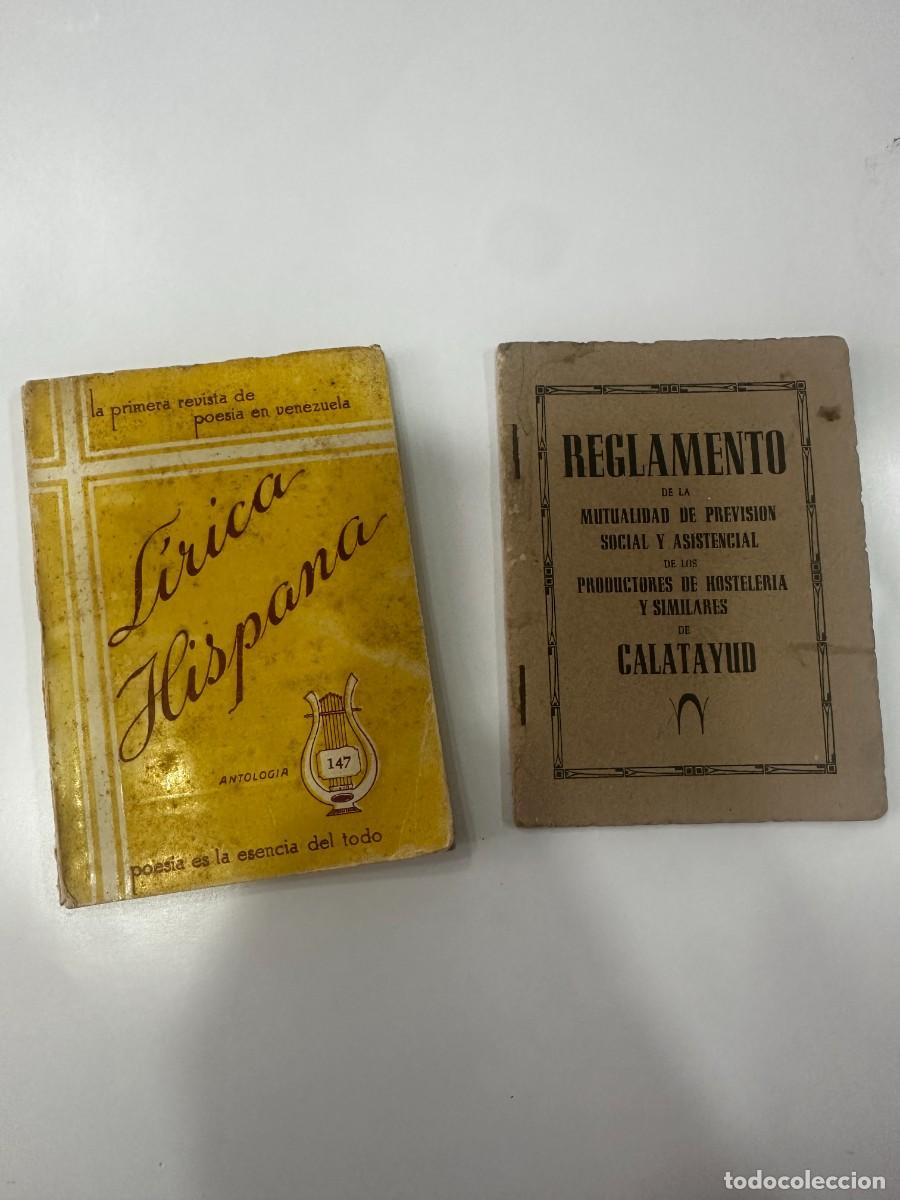 la primera revista de
poesia en venezuela
Lírica
Hispana
ANTOLOGIA
147
poesia es la esencia del todo
REGLAMENTO
DE LA
MUTUALIDAD DE PREVISION
SOCIAL Y ASISTENCIAL
DE LOS
PRODUCTORES DE HOSTELERIA
Y SIMILARES
DE
CALATAYUD
todocoleccion